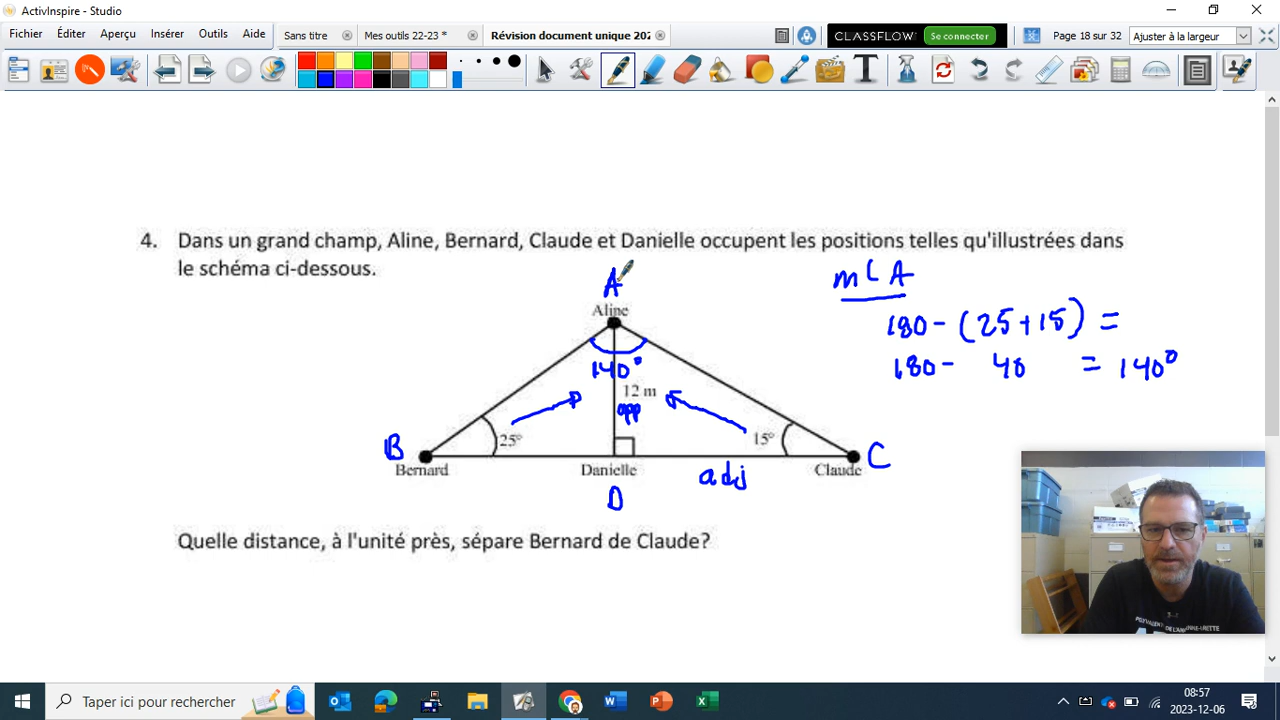 ActivInspire - Studio
Fichier Éditer Aperçu Insérer Outils Aide
Sans titre
Mes outils 22-23 *
Révision document unique 202
CLASSFLOW
Se connecter
Page 18 sur 32
Ajuster à la largeur
4. Dans un grand champ, Aline, Bernard, Claude et Danielle occupent les positions telles qu'illustrées dans
le schéma ci-dessous.
A
Aline
140°
12 m
opp
B
25°
15°
C
Bernard
Danielle
Claude
adj
D
m∠A
180 - (25+15) =
180 - 40 = 140°
Quelle distance, à l'unité près, sépare Bernard de Claude?
Taper ici pour rechercher
08:57
2023-12-06